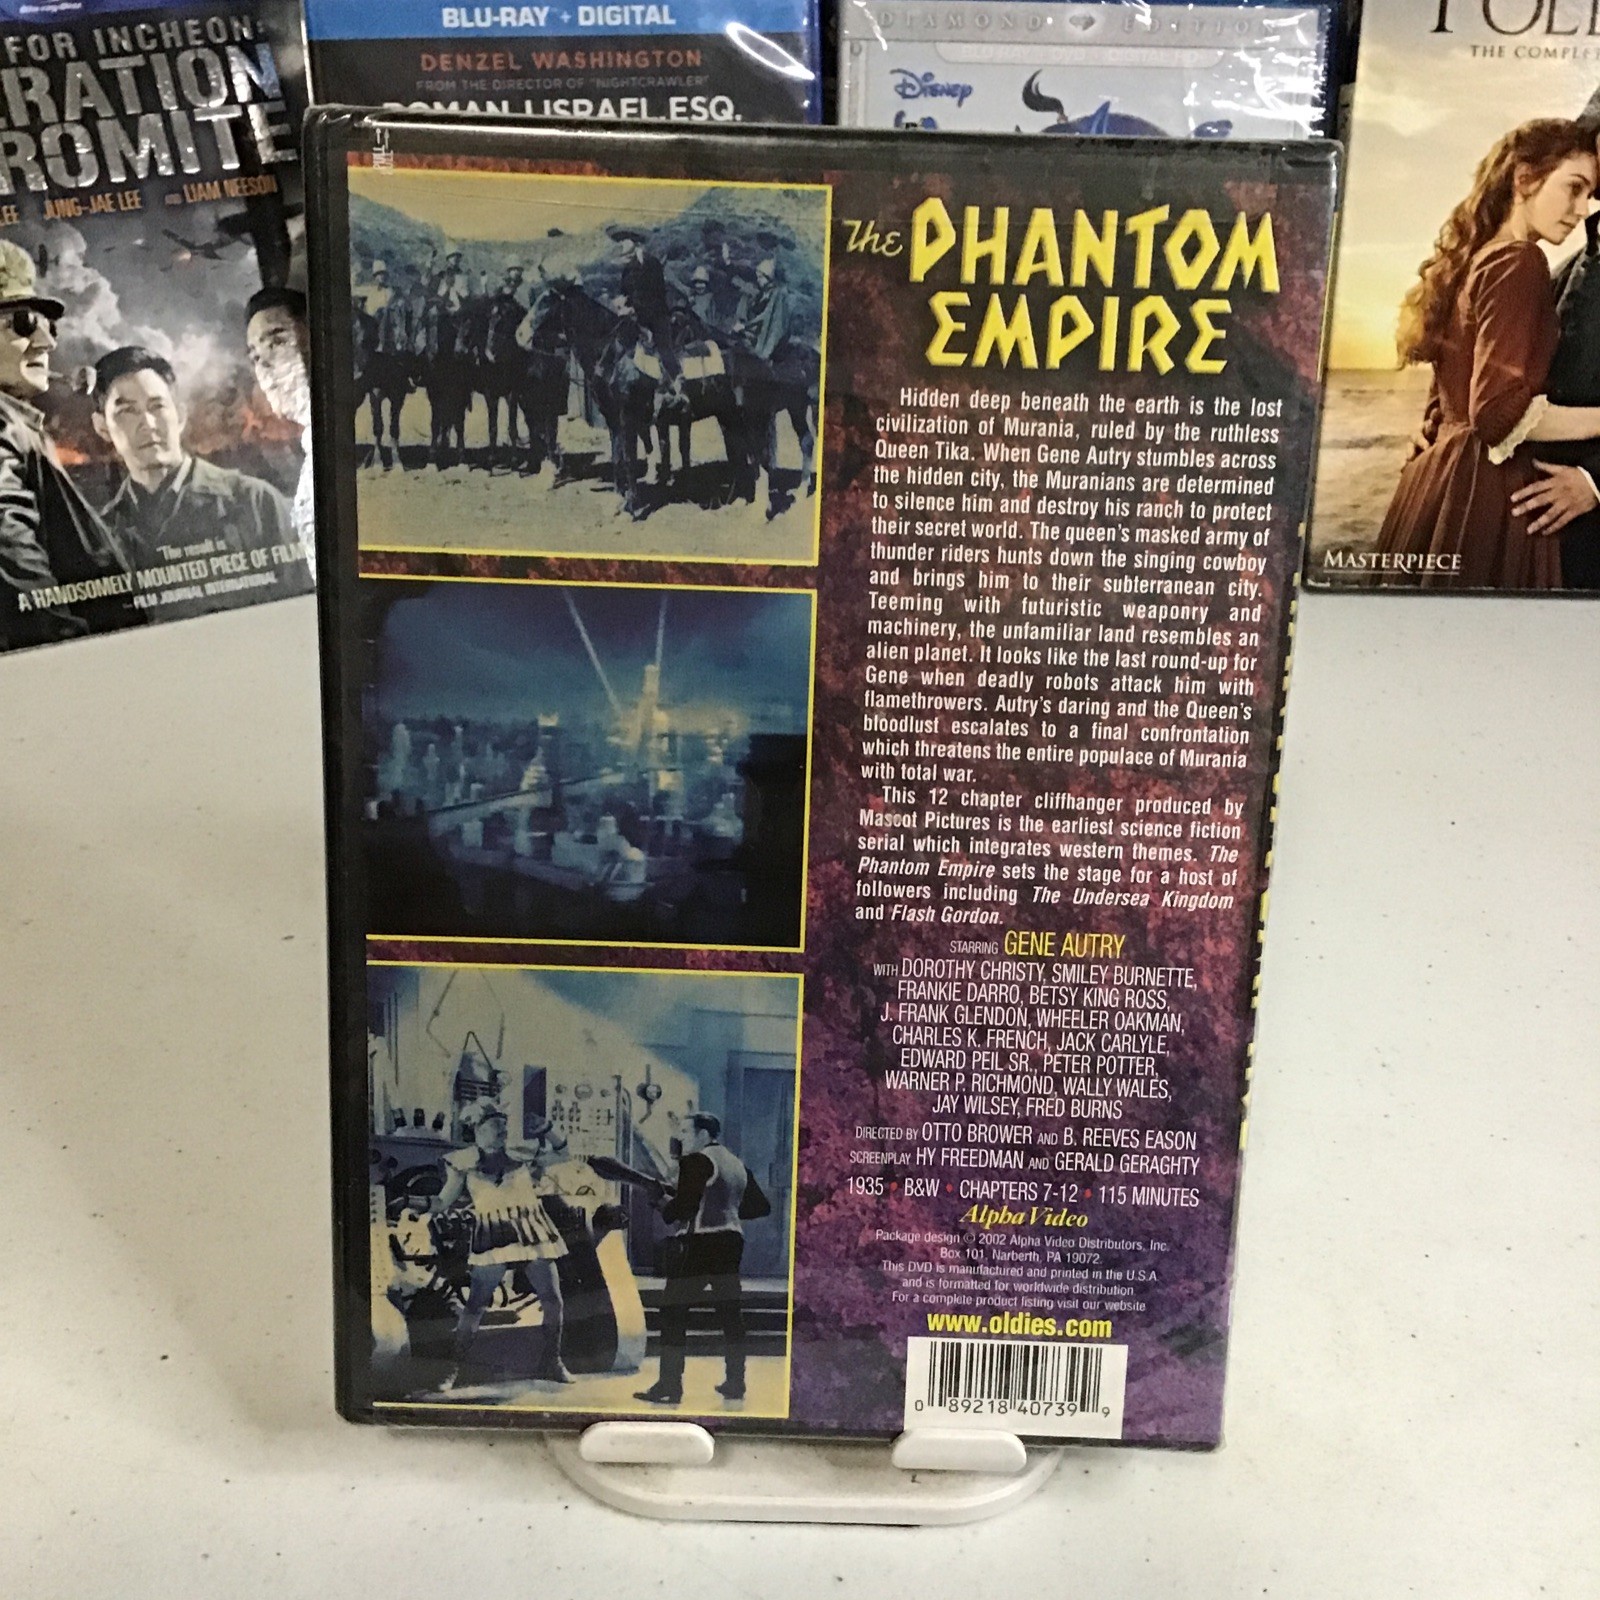 Blu-ray Disc
FOR INCHEON:
RATION
ROMITE
LEE JUNG-JAE LEE AND LIAM NEESON
"The result is
A HANDSOMELY MOUNTED PIECE OF FILM
FILM JOURNAL INTERNATIONAL
BLU-RAY + DIGITAL
DENZEL WASHINGTON
FROM THE DIRECTOR OF "NIGHTCRAWLER"
ROMAN J. ISRAEL, ESQ.
DIAMOND EDITION
Disney
THE COMPLET
MASTERPIECE
PULL
The PHANTOM
EMPIRE
Hidden deep beneath the earth is the lost
civilization of Murania, ruled by the ruthless
Queen Tika. When Gene Autry stumbles across
the hidden city, the Muranians are determined
to silence him and destroy his ranch to protect
their secret world. The queen's masked army of
thunder riders hunts down the singing cowboy
and brings him to their subterranean city.
Teeming with futuristic weaponry and
machinery, the unfamiliar land resembles an
alien planet. It looks like the last round-up for
Gene when deadly robots attack him with
flamethrowers. Autry's daring and the Queen's
bloodlust escalates to a final confrontation
which threatens the entire populace of Murania
with total war.
This 12 chapter cliffhanger produced by
Mascot Pictures is the earliest science fiction
serial which integrates western themes. The
Phantom Empire sets the stage for a host of
followers including The Undersea Kingdom
and Flash Gordon.
STARRING GENE AUTRY
WITH DOROTHY CHRISTY, SMILEY BURNETTE,
FRANKIE DARRO, BETSY KING ROSS,
J. FRANK GLENDON, WHEELER OAKMAN,
CHARLES K. FRENCH, JACK CARLYLE,
EDWARD PEIL SR., PETER POTTER,
WARNER P. RICHMOND, WALLY WALES,
JAY WILSEY, FRED BURNS
DIRECTED BY OTTO BROWER AND B. REEVES EASON
SCREENPLAY HY FREEDMAN AND GERALD GERAGHTY
1935 • B&W • CHAPTERS 7-12 • 115 MINUTES
Alpha Video
Package design © 2002 Alpha Video Distributors, Inc.
Box 101, Narberth, PA 19072
This DVD is manufactured and printed in the U.S.A
and is formatted for worldwide distribution
For a complete product listing visit our website
www.oldies.com
0 89218 40739 9